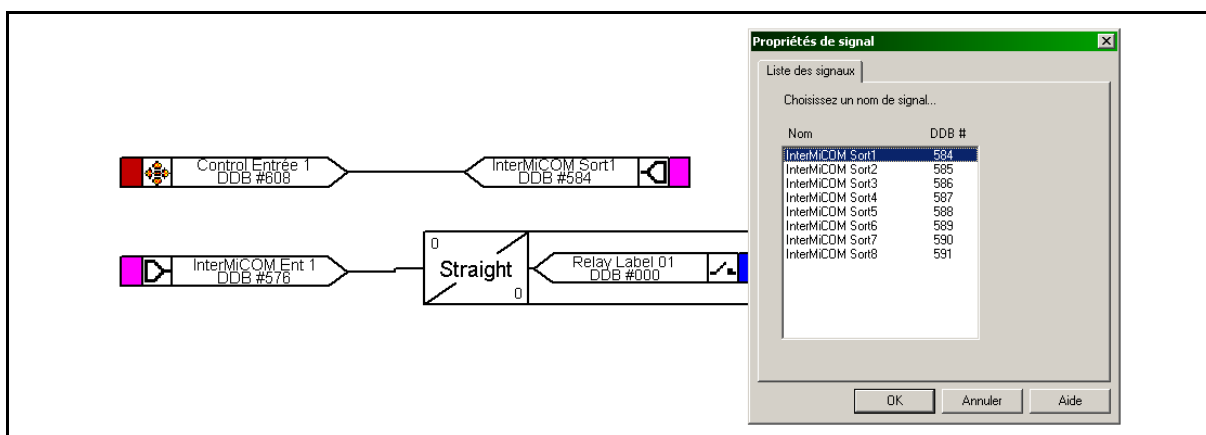 Propriétés de signal
Liste des signaux
Choisissez un nom de signal...
Nom DDB #
InterMiCOM Sort1 584
InterMiCOM Sort2 585
InterMiCOM Sort3 586
InterMiCOM Sort4 587
InterMiCOM Sort5 588
InterMiCOM Sort6 589
InterMiCOM Sort7 590
InterMiCOM Sort8 591
OK Annuler Aide
Control Entrée 1
DDB #608
InterMiCOM Sort1
DDB #584
InterMiCOM Ent 1
DDB #576
0
Straight
0
Relay Label 01
DDB #000